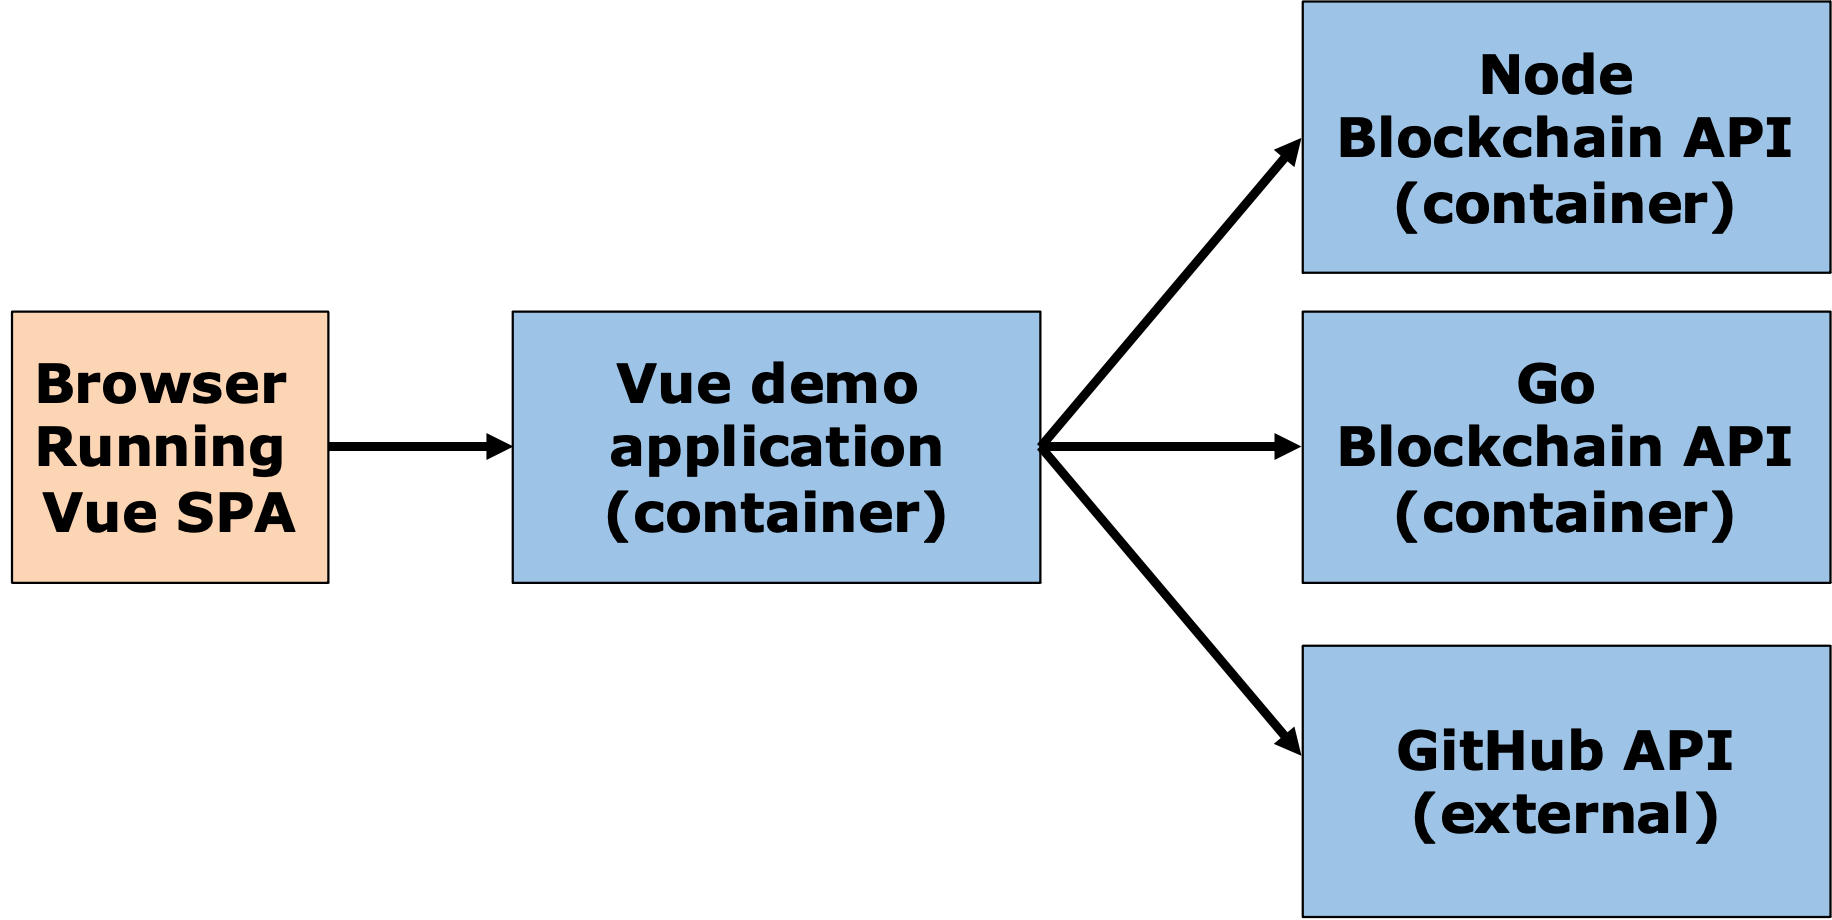 Browser
Running
Vue SPA
Vue demo
application
(container)
Node
Blockchain API
(container)
Go
Blockchain API
(container)
GitHub API
(external)